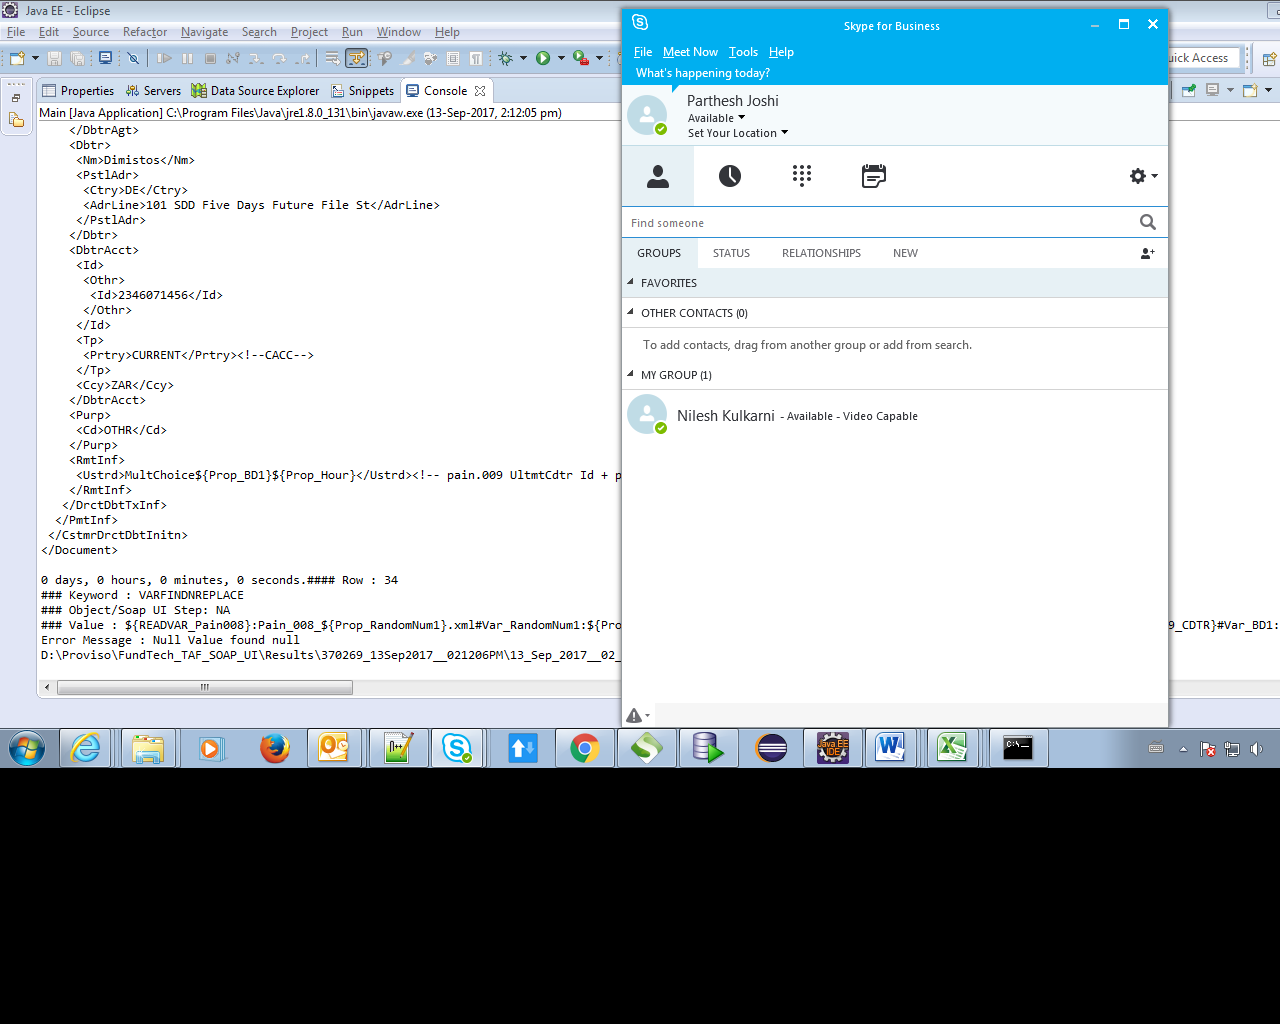 Java EE - Eclipse
File Edit Source Refactor Navigate Search Project Run Window Help
Quick Access
Properties Servers Data Source Explorer Snippets Console
Main [Java Application] C:\Program Files\Java\jre1.8.0_131\bin\javaw.exe (13-Sep-2017, 2:12:05 pm)
</DbtrAgt>
<Dbtr>
<Nm>Dimistos</Nm>
<PstlAdr>
<Ctry>DE</Ctry>
<AdrLine>101 SDD Five Days Future File St</AdrLine>
</PstlAdr>
</Dbtr>
<DbtrAcct>
<Id>
<Othr>
<Id>2346071456</Id>
</Othr>
</Id>
<Tp>
<Prtry>CURRENT</Prtry><!--CACC-->
</Tp>
<Ccy>ZAR</Ccy>
</DbtrAcct>
<Purp>
<Cd>OTHR</Cd>
</Purp>
<RmtInf>
<Ustrd>MultChoice${Prop_BD1}${Prop_Hour}</Ustrd><!-- pain.009 UltmtCdtr Id + p
</RmtInf>
</DrctDbtTxInf>
</PmtInf>
</CstmrDrctDbtInitn>
</Document>
0 days, 0 hours, 0 minutes, 0 seconds.#### Row : 34
### Keyword : VARFINDNREPLACE
### Object/Soap UI Step: NA
### Value : ${READVAR_Pain008}:Pain_008_${Prop_RandomNum1}.xml#Var_RandomNum1:${Pro 9_CDTR}#Var_BD1:
Error Message : Null Value found null
D:\Proviso\FundTech_TAF_SOAP_UI\Results\370269_13Sep2017__021206PM\13_Sep_2017__02_
Skype for Business
File Meet Now Tools Help
What's happening today?
Parthesh Joshi
Available
Set Your Location
Find someone
GROUPS STATUS RELATIONSHIPS NEW
FAVORITES
OTHER CONTACTS (0)
To add contacts, drag from another group or add from search.
MY GROUP (1)
Nilesh Kulkarni - Available - Video Capable
Java EE
IDE
C:\